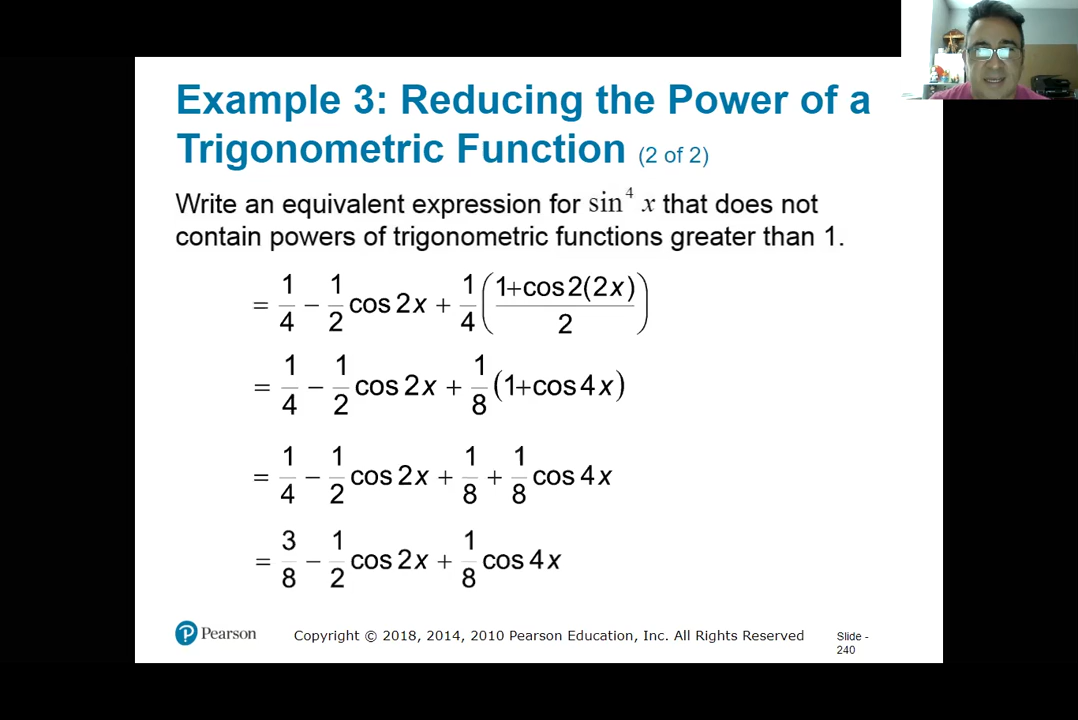 Example 3: Reducing the Power of a
Trigonometric Function (2 of 2)
Write an equivalent expression for sin⁴ x that does not
contain powers of trigonometric functions greater than 1.
= 1/4 − 1/2 cos 2x + 1/4 ((1+cos 2(2x))/2)
= 1/4 − 1/2 cos 2x + 1/8 (1+cos 4x)
= 1/4 − 1/2 cos 2x + 1/8 + 1/8 cos 4x
= 3/8 − 1/2 cos 2x + 1/8 cos 4x
P Pearson
Copyright © 2018, 2014, 2010 Pearson Education, Inc. All Rights Reserved
Slide -
240